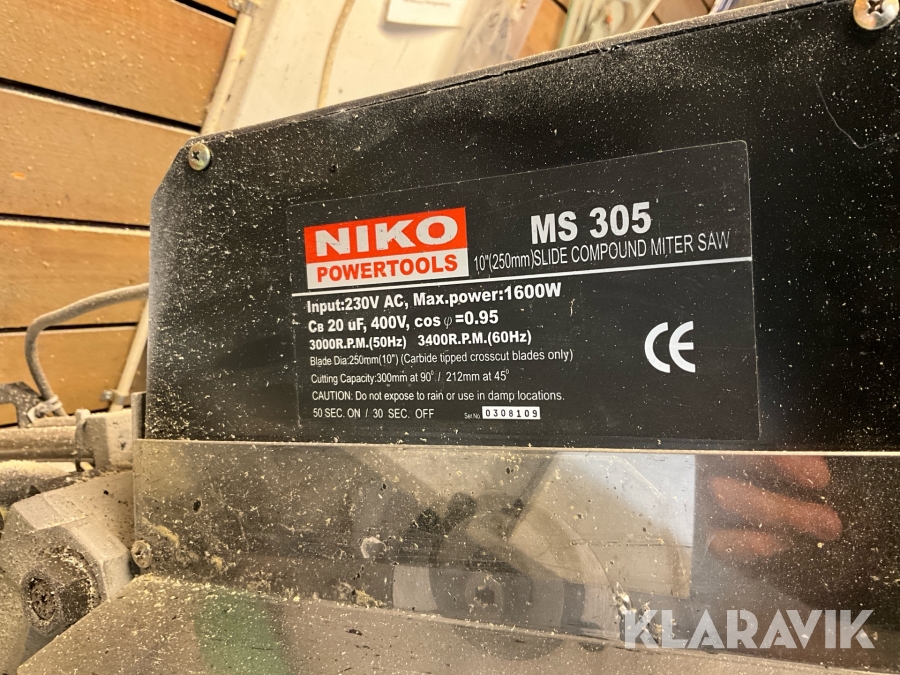 NIKO
POWERTOOLS
MS 305
10"(250mm)SLIDE COMPOUND MITER SAW
Input:230V AC, Max.power:1600W
CB 20 uF, 400V, cos φ=0.95
3000R.P.M.(50Hz) 3400R.P.M.(60Hz)
Blade Dia:250mm(10") (Carbide tipped crosscut blades only)
Cutting Capacity:300mm at 90° / 212mm at 45°
CAUTION: Do not expose to rain or use in damp locations.
50 SEC. ON / 30 SEC. OFF
Ser No. 0308109
CE
KLARAVIK